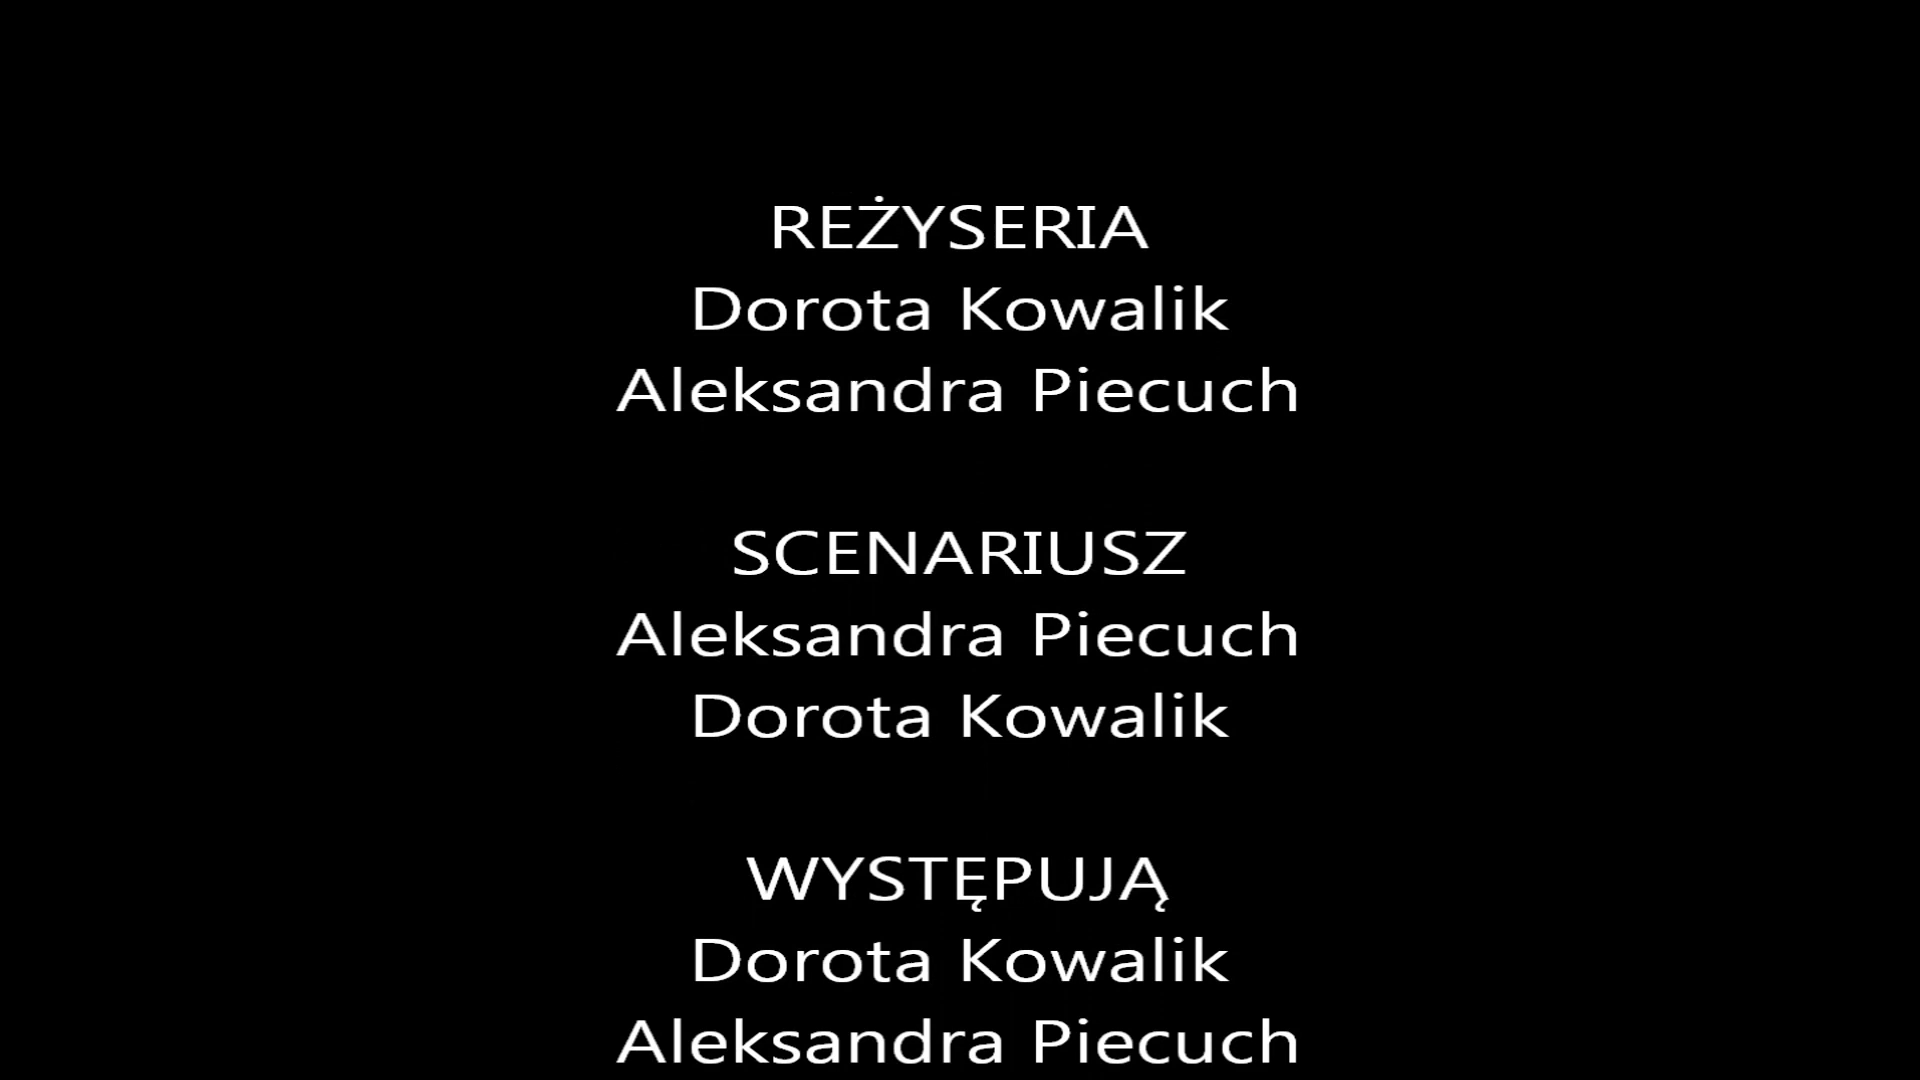 REŻYSERIA
Dorota Kowalik
Aleksandra Piecuch
SCENARIUSZ
Aleksandra Piecuch
Dorota Kowalik
WYSTĘPUJĄ
Dorota Kowalik
Aleksandra Piecuch